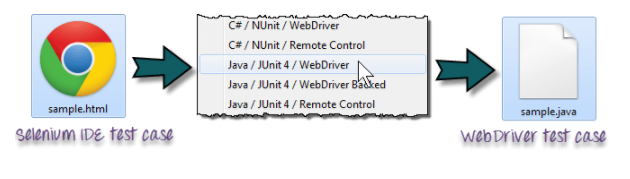 C# / NUnit / WebDriver
C# / NUnit / Remote Control
Java / JUnit 4 / WebDriver
Java / JUnit 4 / WebDriver Backed
Java / JUnit 4 / Remote Control
sample.html
sample.java
Selenium IDE test case
WebDriver test case